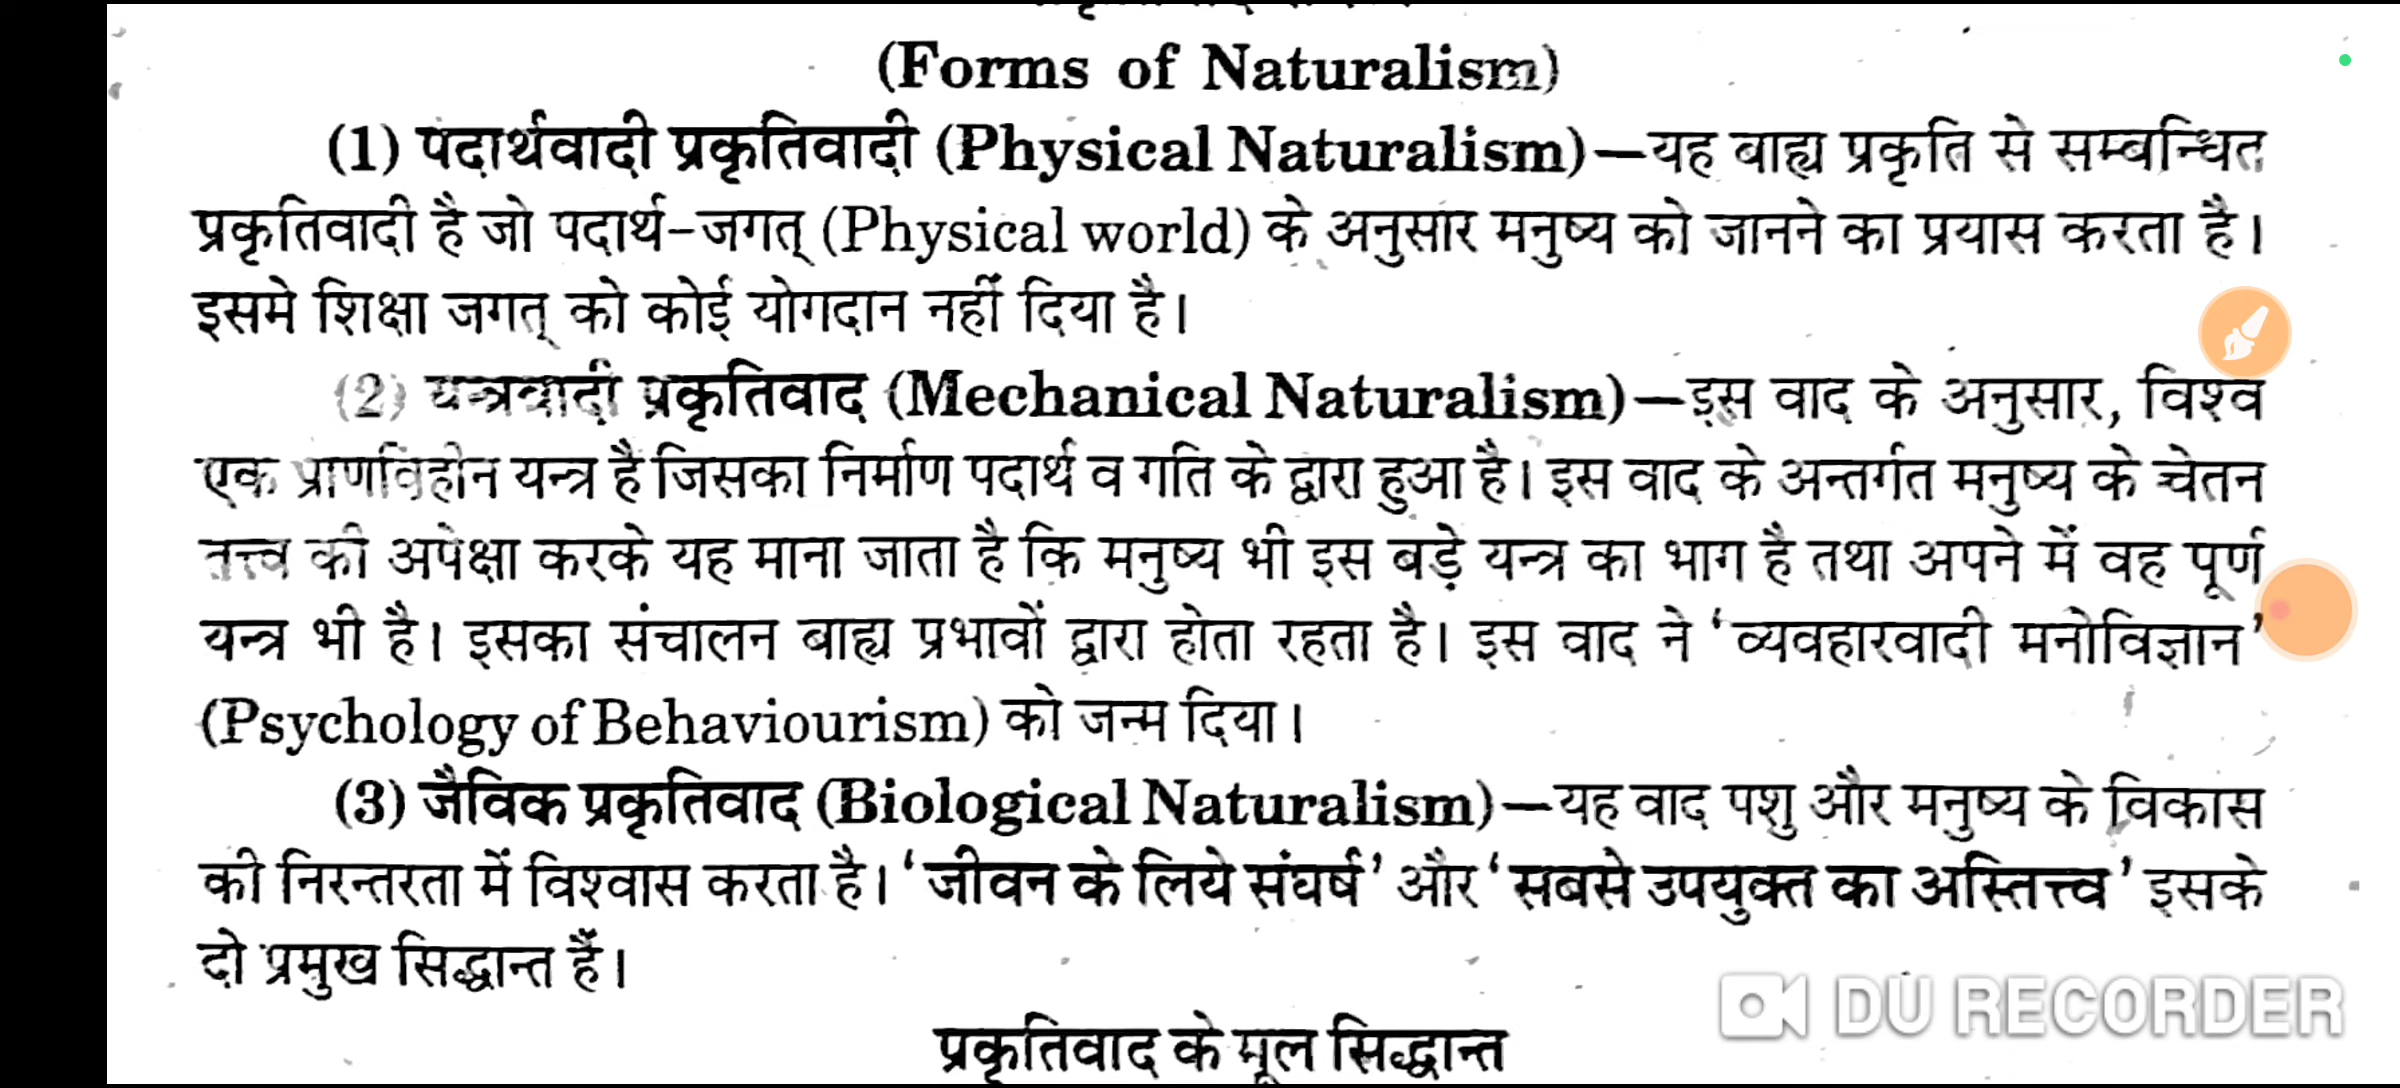 (Forms of Naturalism)
(1) पदार्थवादी प्रकृतिवादी (Physical Naturalism)—यह बाह्य प्रकृति से सम्बन्धित
प्रकृतिवादी है जो पदार्थ-जगत् (Physical world) के अनुसार मनुष्य को जानने का प्रयास करता है।
इसमे शिक्षा जगत् को कोई योगदान नहीं दिया है।
(2) यन्त्रवादी प्रकृतिवाद (Mechanical Naturalism)—इस वाद के अनुसार, विश्व
एक प्राणविहीन यन्त्र है जिसका निर्माण पदार्थ व गति के द्वारा हुआ है। इस वाद के अन्तर्गत मनुष्य के चेतन
तत्त्व की अपेक्षा करके यह माना जाता है कि मनुष्य भी इस बड़े यन्त्र का भाग है तथा अपने में वह पूर्ण
यन्त्र भी है। इसका संचालन बाह्य प्रभावों द्वारा होता रहता है। इस वाद ने ‘व्यवहारवादी मनोविज्ञान’
(Psychology of Behaviourism) को जन्म दिया।
(3) जैविक प्रकृतिवाद (Biological Naturalism)—यह वाद पशु और मनुष्य के विकास
की निरन्तरता में विश्वास करता है। ‘जीवन के लिये संघर्ष’ और ‘सबसे उपयुक्त का अस्तित्त्व’ इसके
दो प्रमुख सिद्धान्त हैं।
प्रकृतिवाद के मूल सिद्धान्त
DU RECORDER